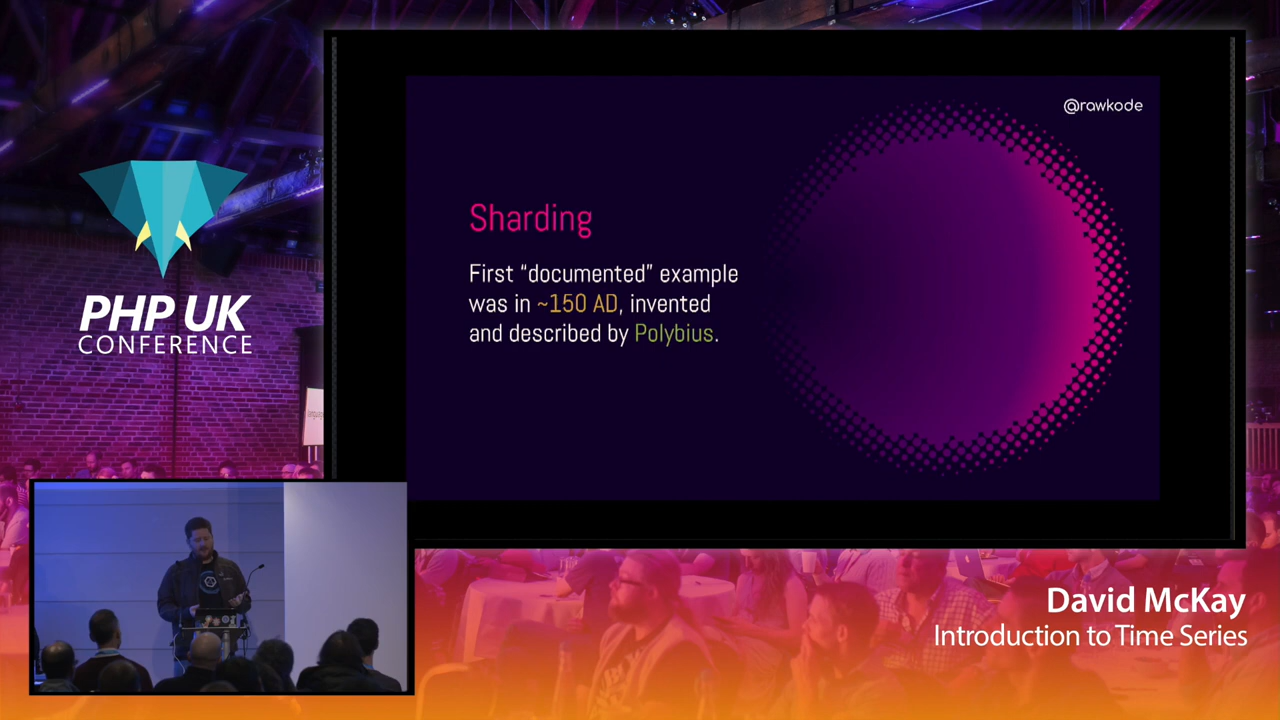 @rawkode
Sharding
First “documented” example
was in ~150 AD, invented
and described by Polybius.
PHP UK
CONFERENCE
David McKay
Introduction to Time Series